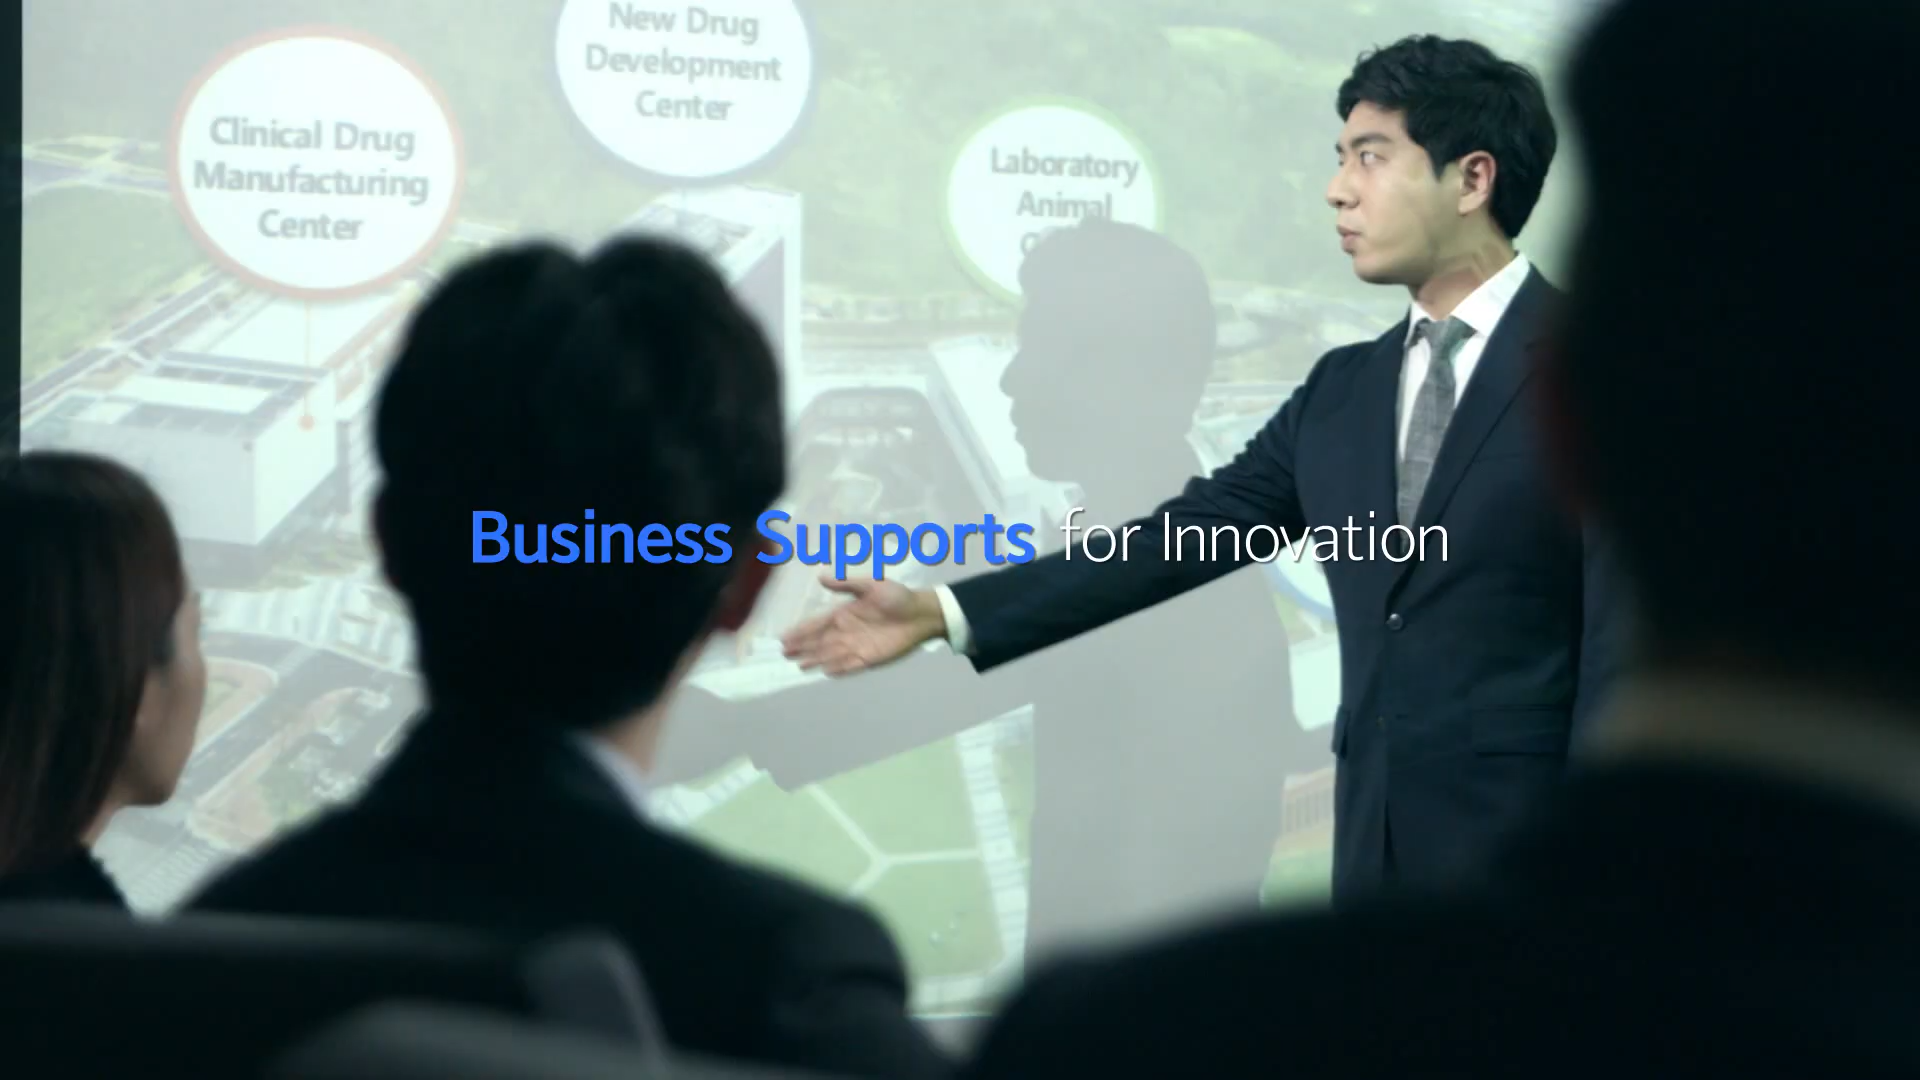 New Drug
Development
Center
Clinical Drug
Manufacturing
Center
Laboratory
Animal
Business Supports for Innovation